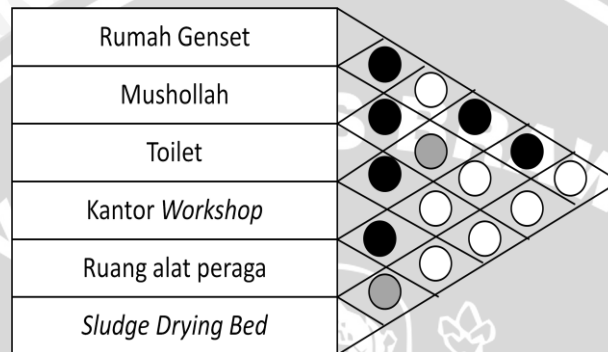 Rumah Genset
Mushollah
Toilet
Kantor Workshop
Ruang alat peraga
Sludge Drying Bed